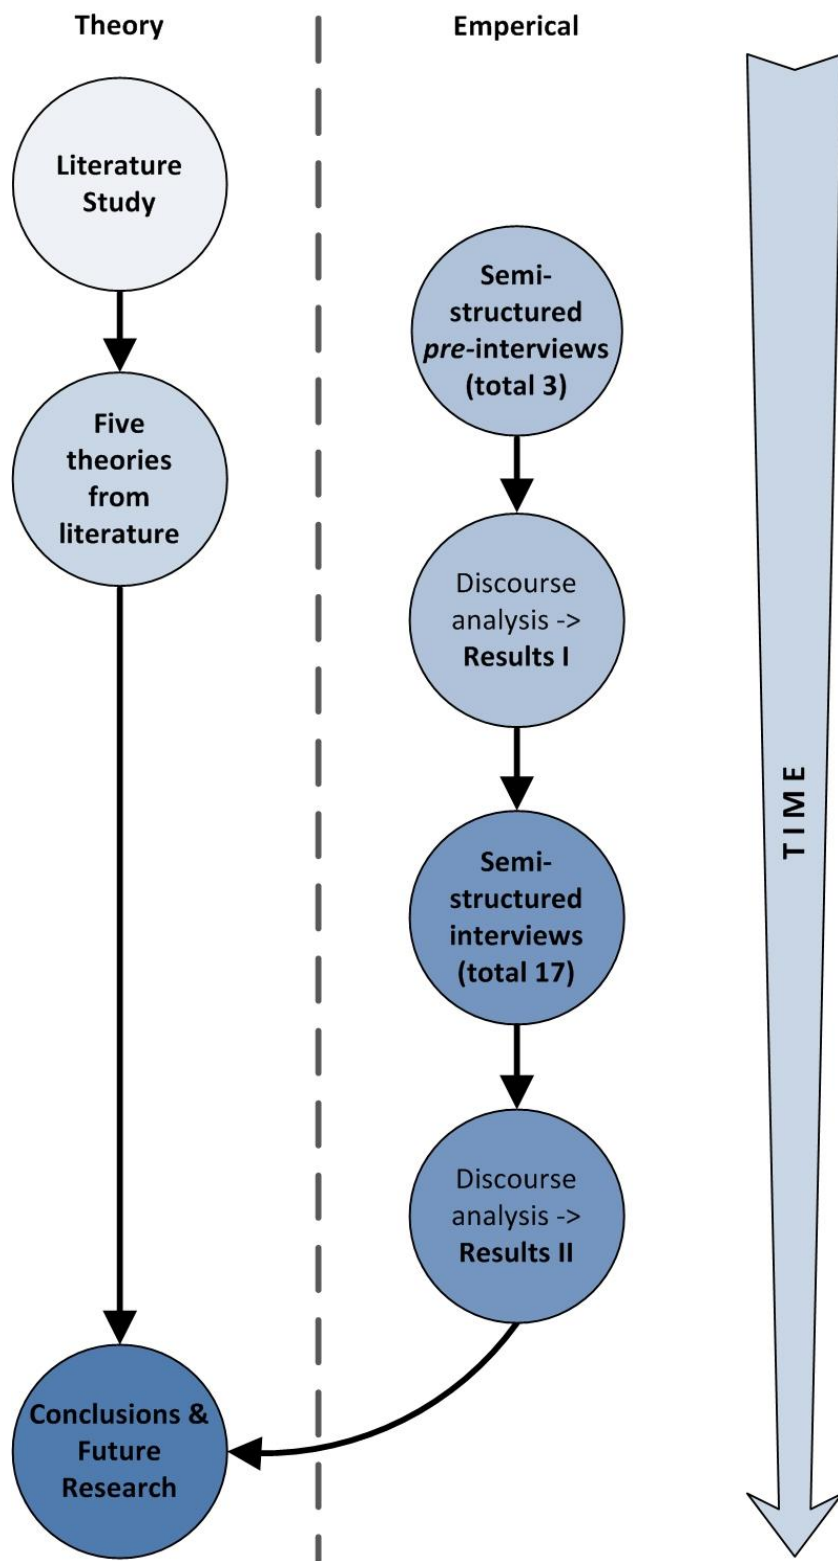 Theory
Emperical
Literature
Study
Semi-
structured
pre-interviews
(total 3)
Five
theories
from
literature
Discourse
analysis ->
Results I
TIME
Semi-
structured
interviews
(total 17)
Discourse
analysis ->
Results II
Conclusions &
Future
Research